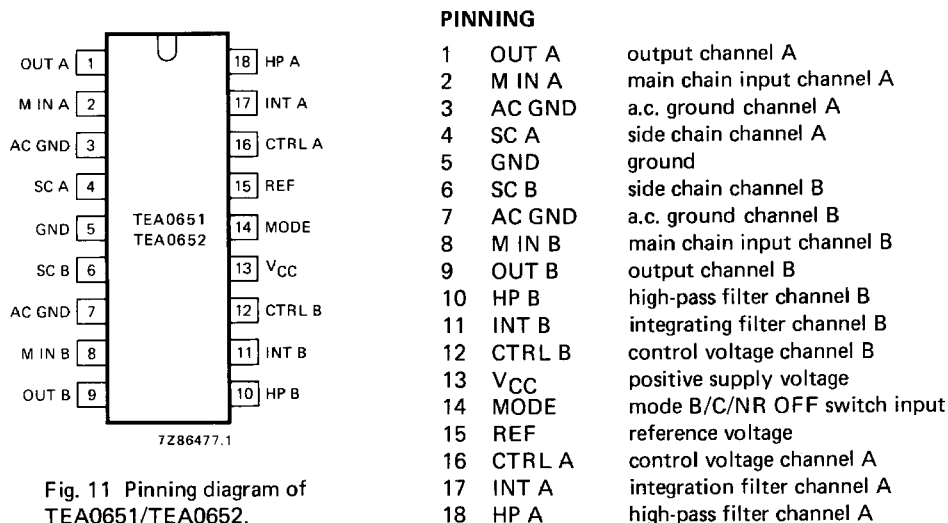 OUT A 1 18 HP A
M IN A 2 17 INT A
AC GND 3 16 CTRL A
SC A 4 15 REF
GND 5 TEA0651 14 MODE
TEA0652
SC B 6 13 VCC
AC GND 7 12 CTRL B
M IN B 8 11 INT B
OUT B 9 10 HP B
7Z86477.1
Fig. 11 Pinning diagram of
TEA0651/TEA0652.
PINNING
1 OUT A output channel A
2 M IN A main chain input channel A
3 AC GND a.c. ground channel A
4 SC A side chain channel A
5 GND ground
6 SC B side chain channel B
7 AC GND a.c. ground channel B
8 M IN B main chain input channel B
9 OUT B output channel B
10 HP B high-pass filter channel B
11 INT B integrating filter channel B
12 CTRL B control voltage channel B
13 VCC positive supply voltage
14 MODE mode B/C/NR OFF switch input
15 REF reference voltage
16 CTRL A control voltage channel A
17 INT A integration filter channel A
18 HP A high-pass filter channel A